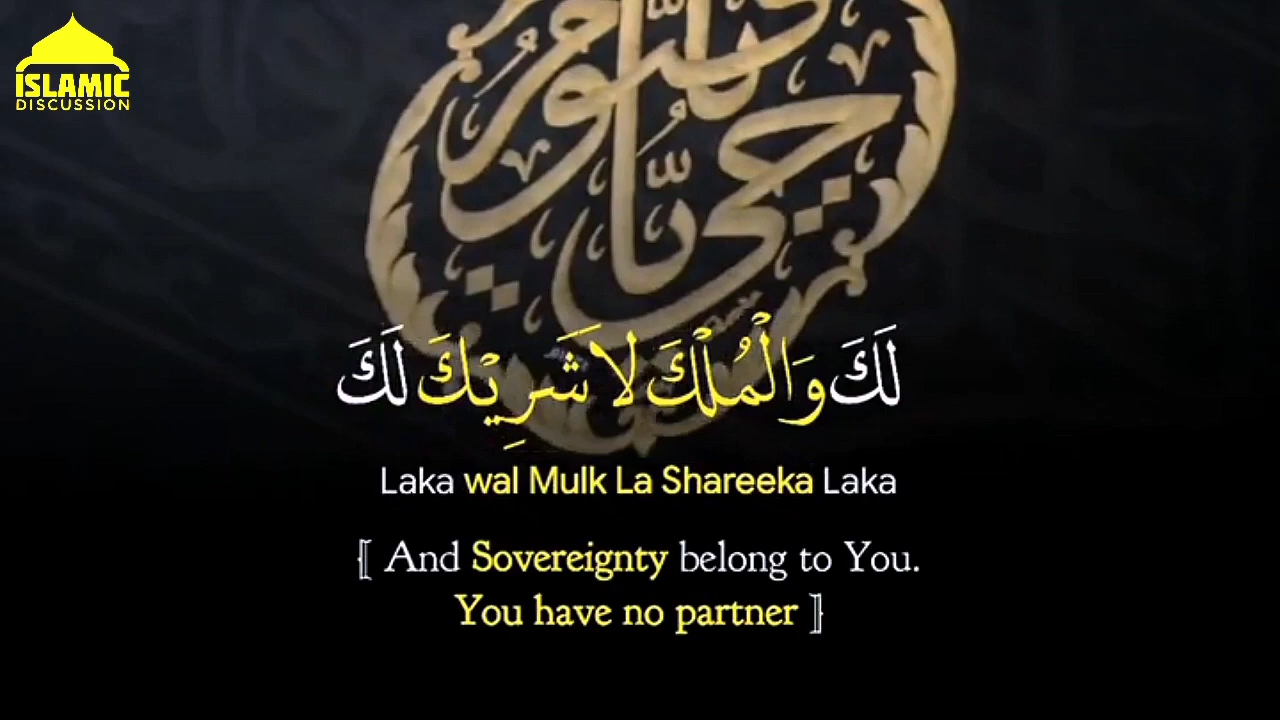 ISLAMIC
DISCUSSION
يَا حَيُّ
لَكَ وَالْمُلْكَ لَا شَرِيْكَ لَكَ
Laka wal Mulk La Shareeka Laka
⦃ And Sovereignty belong to You.
You have no partner ⦄